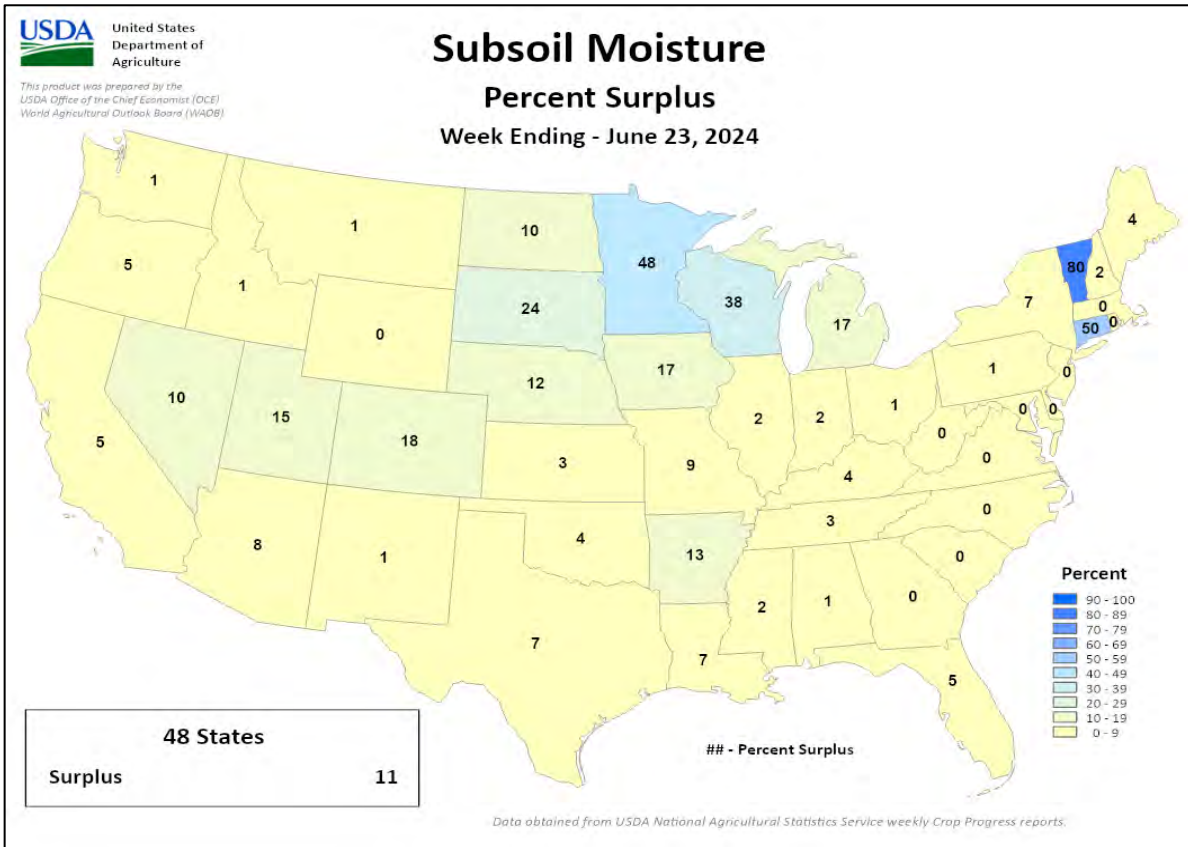 USDA
United States
Department of
Agriculture
This product was prepared by the
USDA Office of the Chief Economist (OCE)
World Agricultural Outlook Board (WAOB)
Subsoil Moisture
Percent Surplus
Week Ending - June 23, 2024
1
1
10
48
4
5
1
24
38
80
2
7
0
0
17
50
0
0
12
17
1
0
10
15
18
2
2
1
0
0
5
3
9
4
0
0
8
1
4
13
3
0
0
2
1
0
7
7
5
Percent
90 - 100
80 - 89
70 - 79
60 - 69
50 - 59
40 - 49
30 - 39
20 - 29
10 - 19
0 - 9
48 States
Surplus 11
## - Percent Surplus
Data obtained from USDA National Agricultural Statistics Service weekly Crop Progress reports.